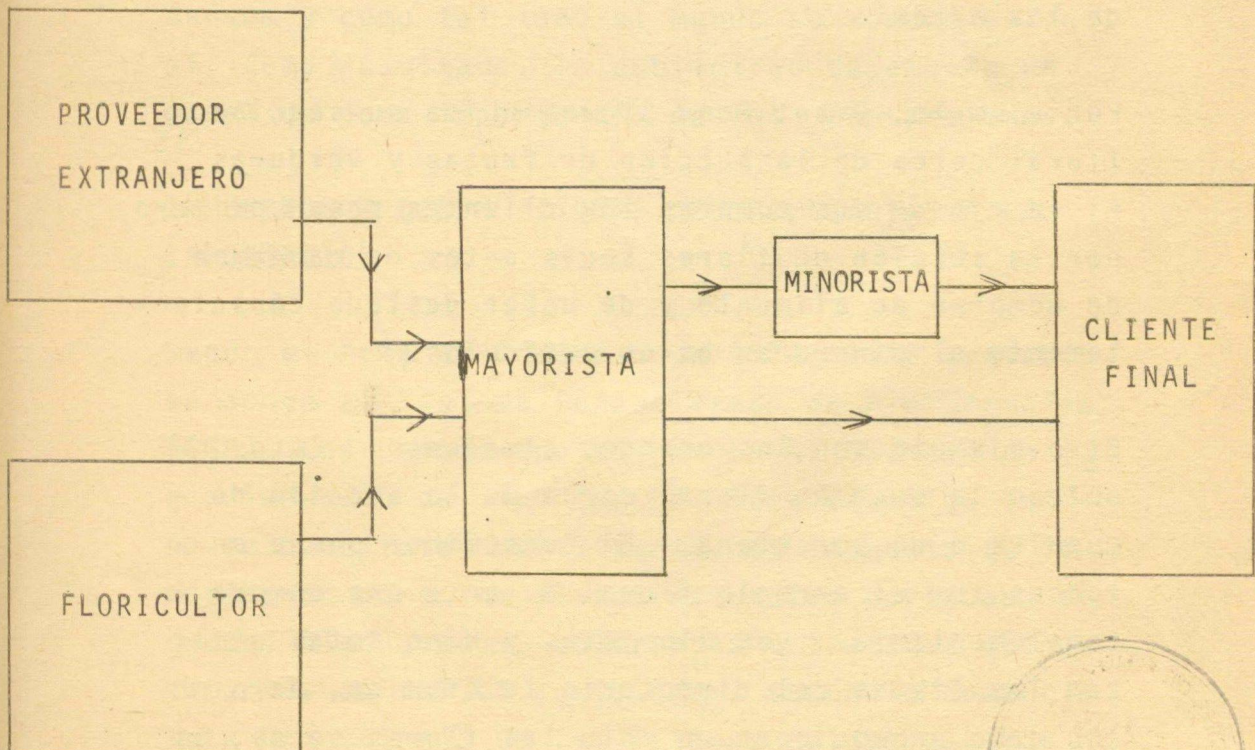 PROVEEDOR
EXTRANJERO
MAYORISTA
MINORISTA
CLIENTE
FINAL
FLORICULTOR